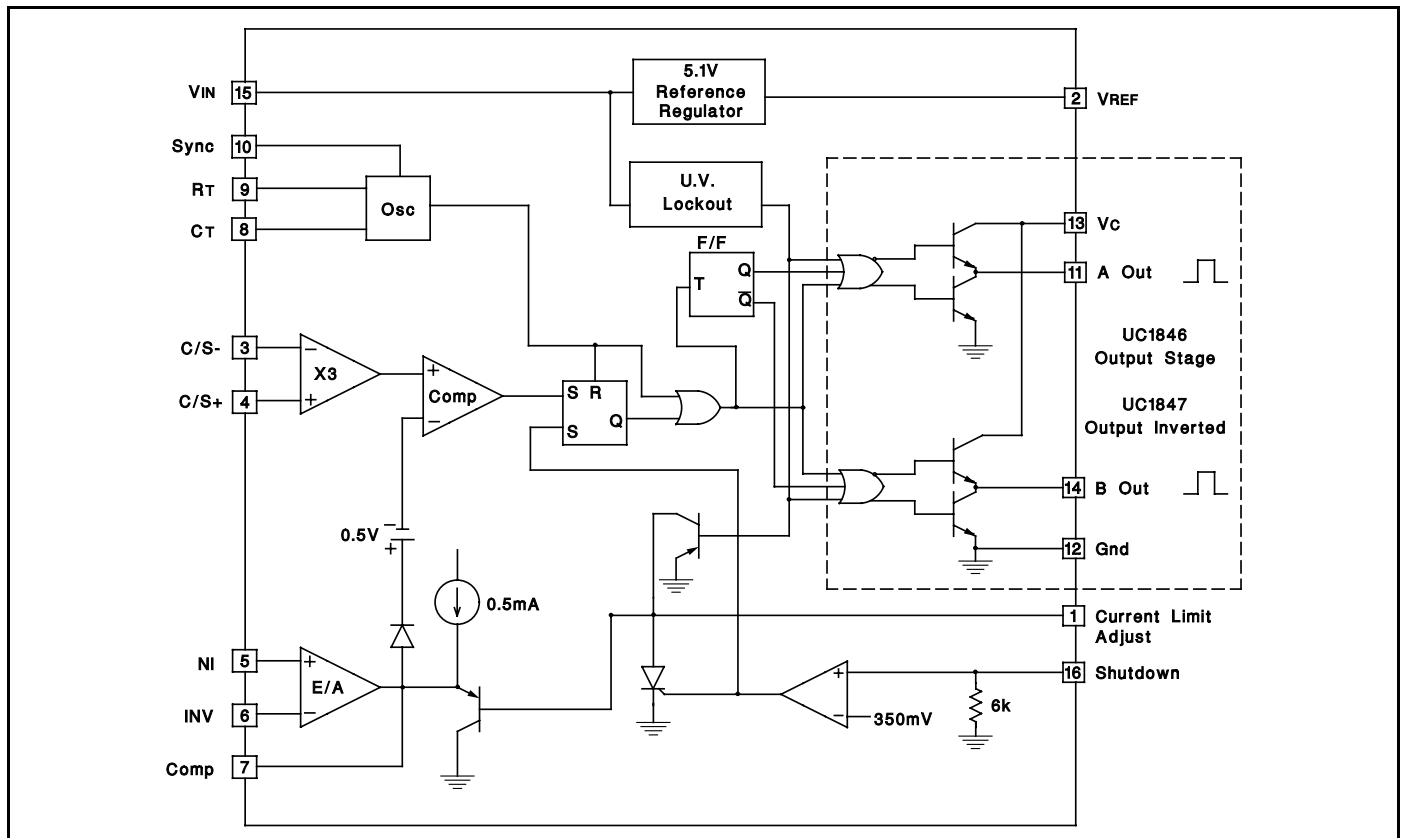 5.1V
Reference
Regulator
VIN 15
2 VREF
Sync 10
RT 9
CT 8
Osc
U.V.
Lockout
F/F
T
Q
Q̅
13 VC
11 A Out
UC1846
Output Stage
UC1847
Output Inverted
C/S- 3
C/S+ 4
−
X3
+
+
Comp
−
S R
Q
S
14 B Out
12 Gnd
−
0.5V
+
0.5mA
1 Current Limit
Adjust
16 Shutdown
NI 5
INV 6
Comp 7
+
E/A
−
+
−
350mV
6k